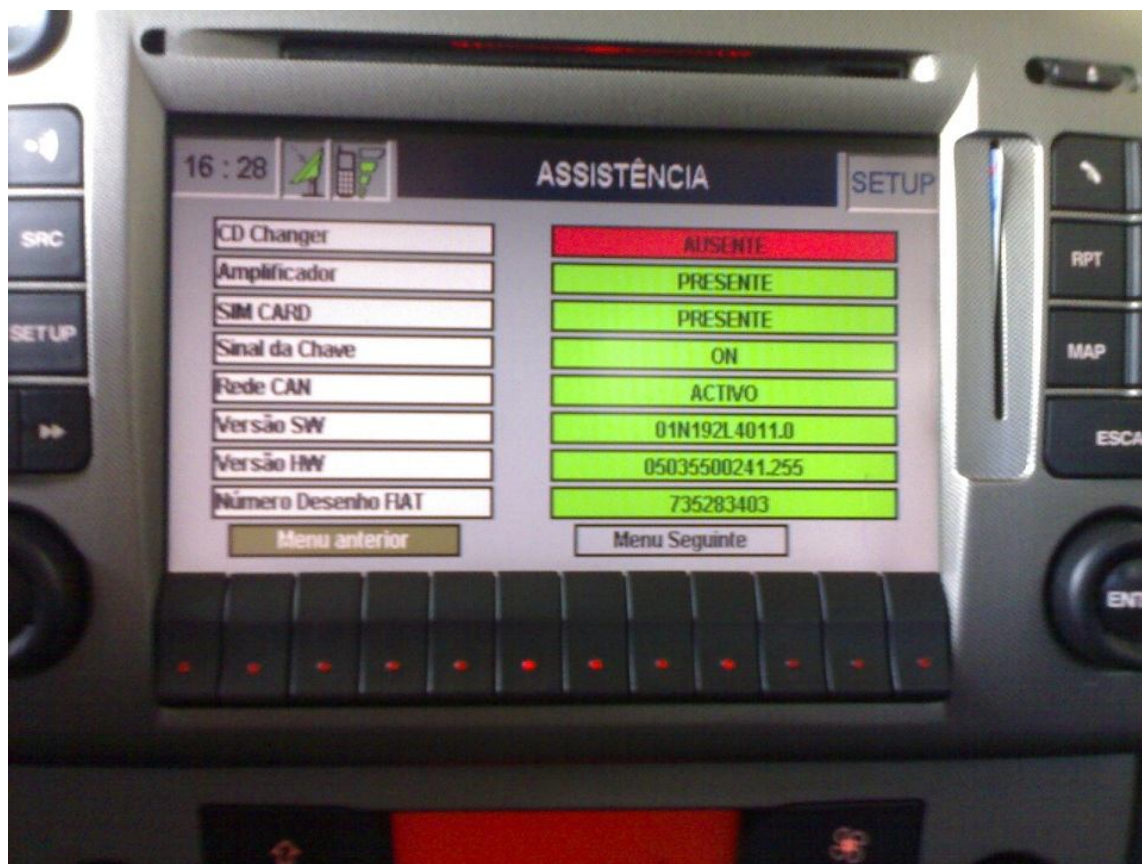 16 : 28 ASSISTÊNCIA SETUP
CD Changer AUSENTE
Amplificador PRESENTE
SIM CARD PRESENTE
Sinal da Chave ON
Rede CAN ACTIVO
Versão SW 01N192L4011.0
Versão HW 05035500241.255
Número Desenho FIAT 735283403
Menu anterior Menu Seguinte
SRC
SETUP
RPT
MAP
ESCA
ENT